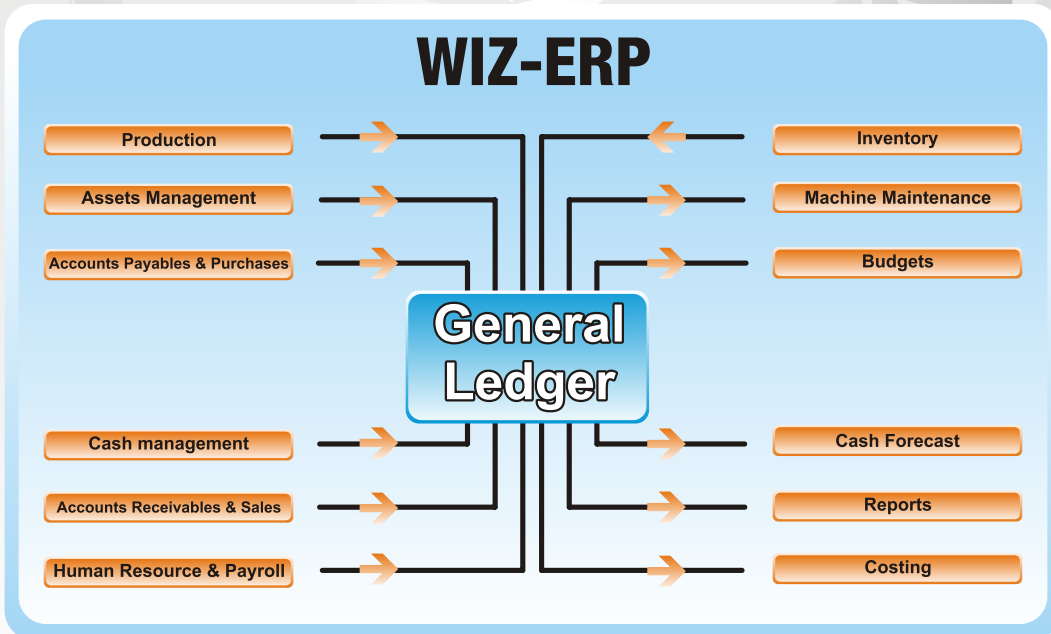 WIZ-ERP
Production
Inventory
Assets Management
Machine Maintenance
Accounts Payables & Purchases
Budgets
General
Ledger
Cash management
Cash Forecast
Accounts Receivables & Sales
Reports
Human Resource & Payroll
Costing